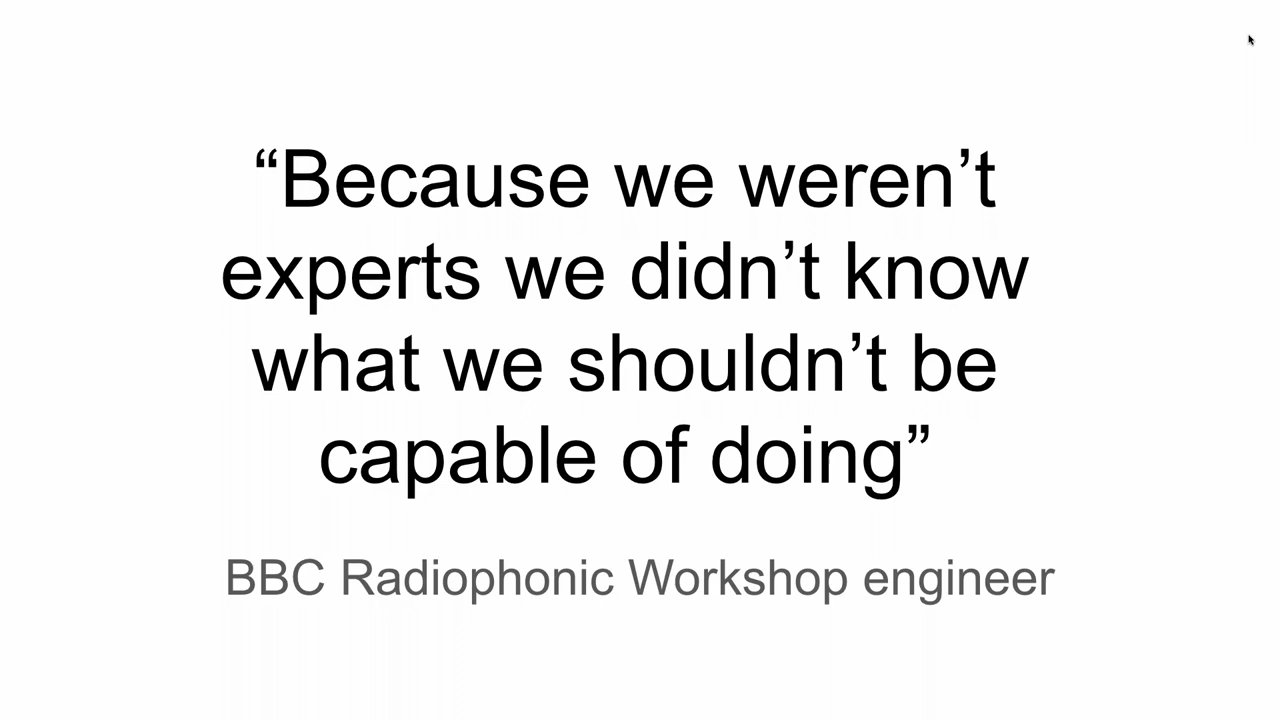 “Because we weren’t
experts we didn’t know
what we shouldn’t be
capable of doing”
BBC Radiophonic Workshop engineer